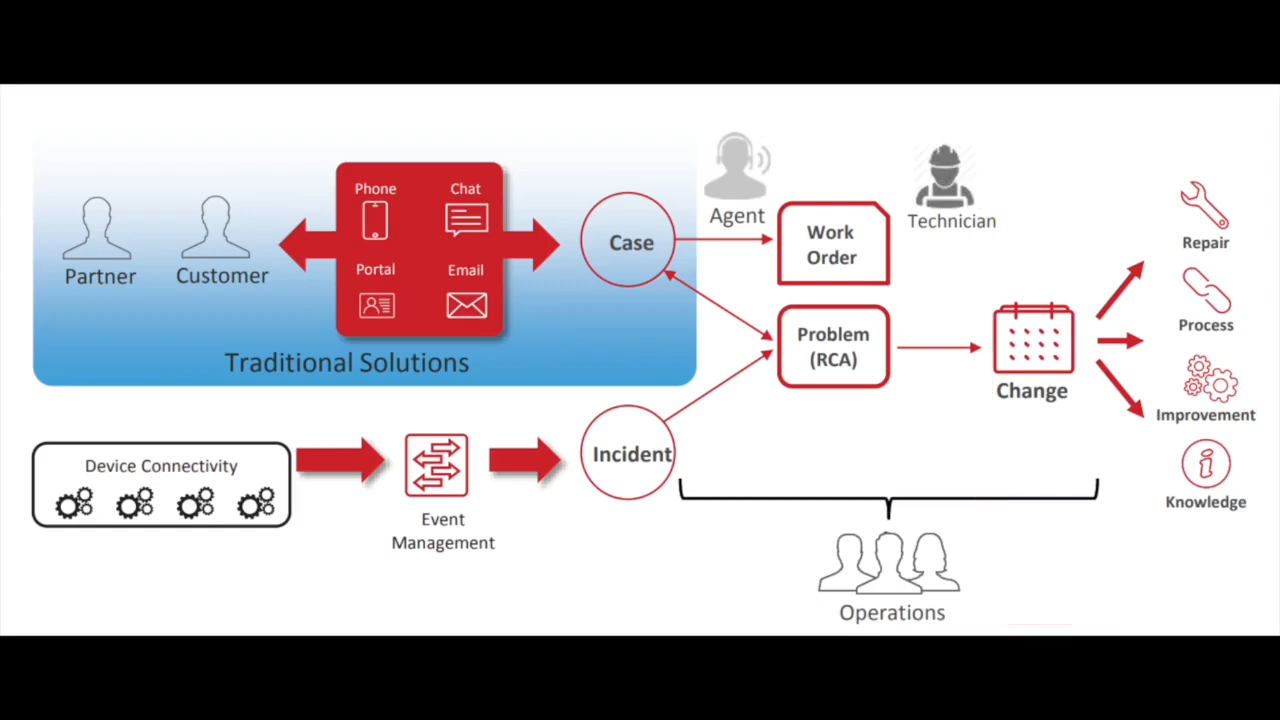 Phone
Chat
Portal
Email
Partner
Customer
Traditional Solutions
Case
Agent
Technician
Work
Order
Problem
(RCA)
Change
Repair
Process
Improvement
Knowledge
Device Connectivity
Event
Management
Incident
Operations